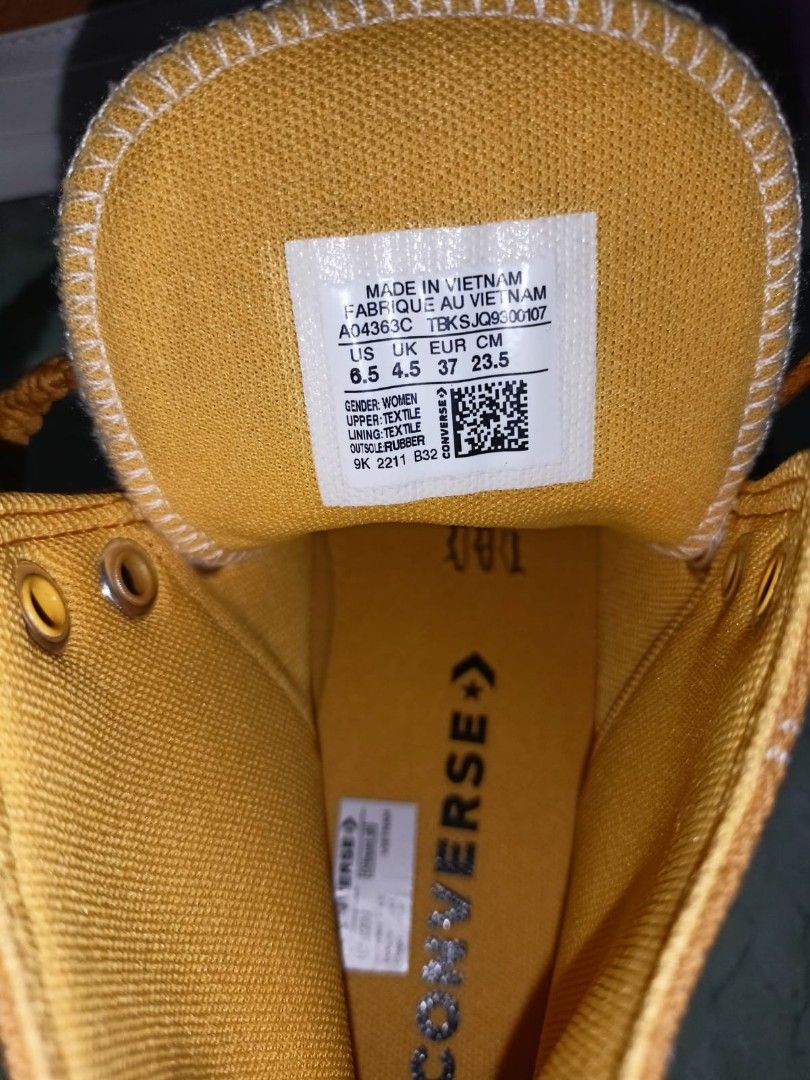 MADE IN VIETNAM
FABRIQUE AU VIETNAM
A04363C TBKSJQ9300107
US UK EUR CM
6.5 4.5 37 23.5
GENDER: WOMEN
UPPER: TEXTILE
LINING: TEXTILE
OUTSOLE: RUBBER
9K 2211 B32
CONVERSE
CONVERSE